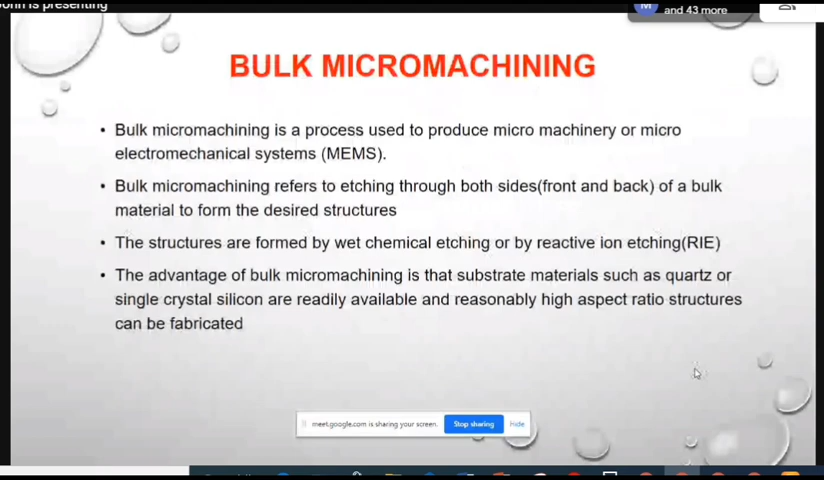 is presenting
M
and 43 more
BULK MICROMACHINING
• Bulk micromachining is a process used to produce micro machinery or micro
electromechanical systems (MEMS).
• Bulk micromachining refers to etching through both sides(front and back) of a bulk
material to form the desired structures
• The structures are formed by wet chemical etching or by reactive ion etching(RIE)
• The advantage of bulk micromachining is that substrate materials such as quartz or
single crystal silicon are readily available and reasonably high aspect ratio structures
can be fabricated
meet.google.com is sharing your screen. Stop sharing Hide